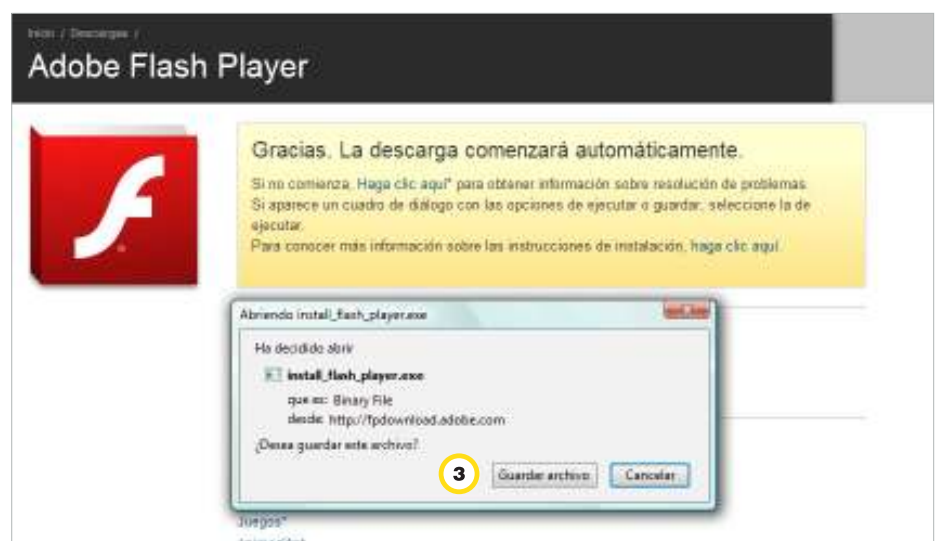 Inicio / Descargas /
Adobe Flash Player
Gracias. La descarga comenzará automáticamente.
Si no comienza, Haga clic aquí* para obtener información sobre resolución de problemas.
Si aparece un cuadro de diálogo con las opciones de ejecutar o guardar, seleccione la de
ejecutar.
Para conocer más información sobre las instrucciones de instalación, haga clic aquí.
Abriendo install_flash_player.exe
Ha decidido abrir
install_flash_player.exe
que es: Binary File
desde: http://fpdownload.adobe.com
¿Desea guardar este archivo?
3
Guardar archivo
Cancelar
Juegos*